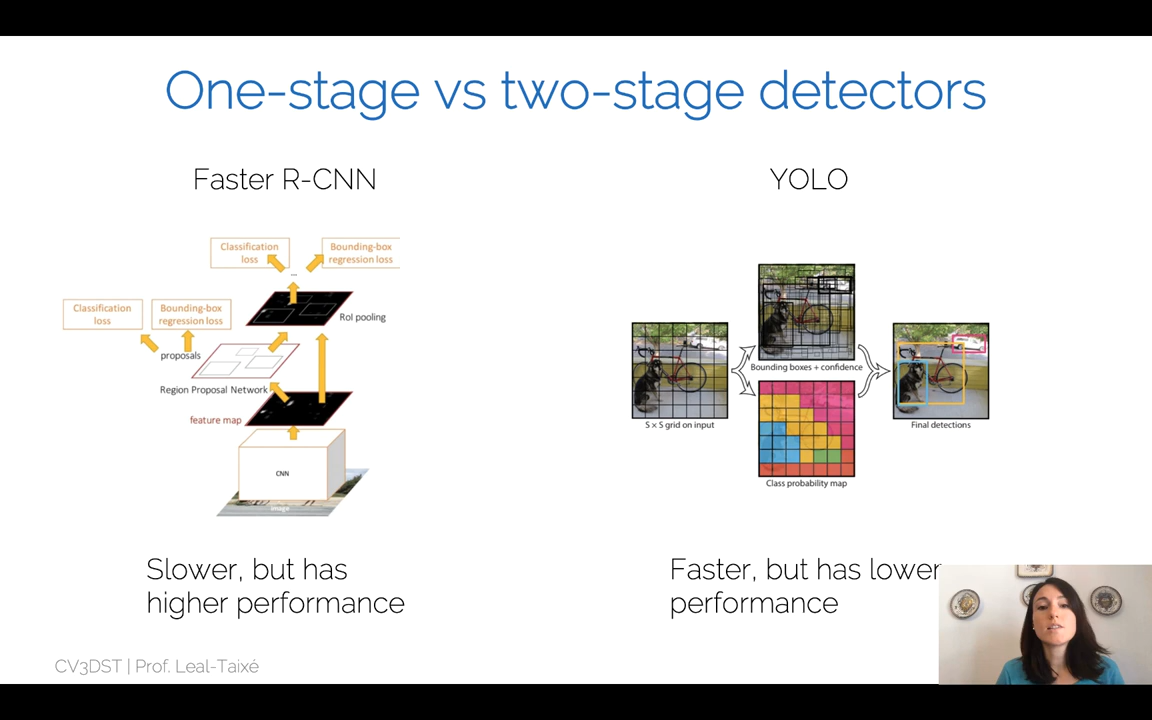 One-stage vs two-stage detectors
Faster R-CNN
YOLO
Classification
loss
Bounding-box
regression loss
Classification
loss
Bounding-box
regression loss
RoI pooling
proposals
Region Proposal Network
feature map
CNN
image
Bounding boxes + confidence
S × S grid on input
Final detections
Class probability map
Slower, but has
higher performance
Faster, but has lower
performance
CV3DST | Prof. Leal-Taixé